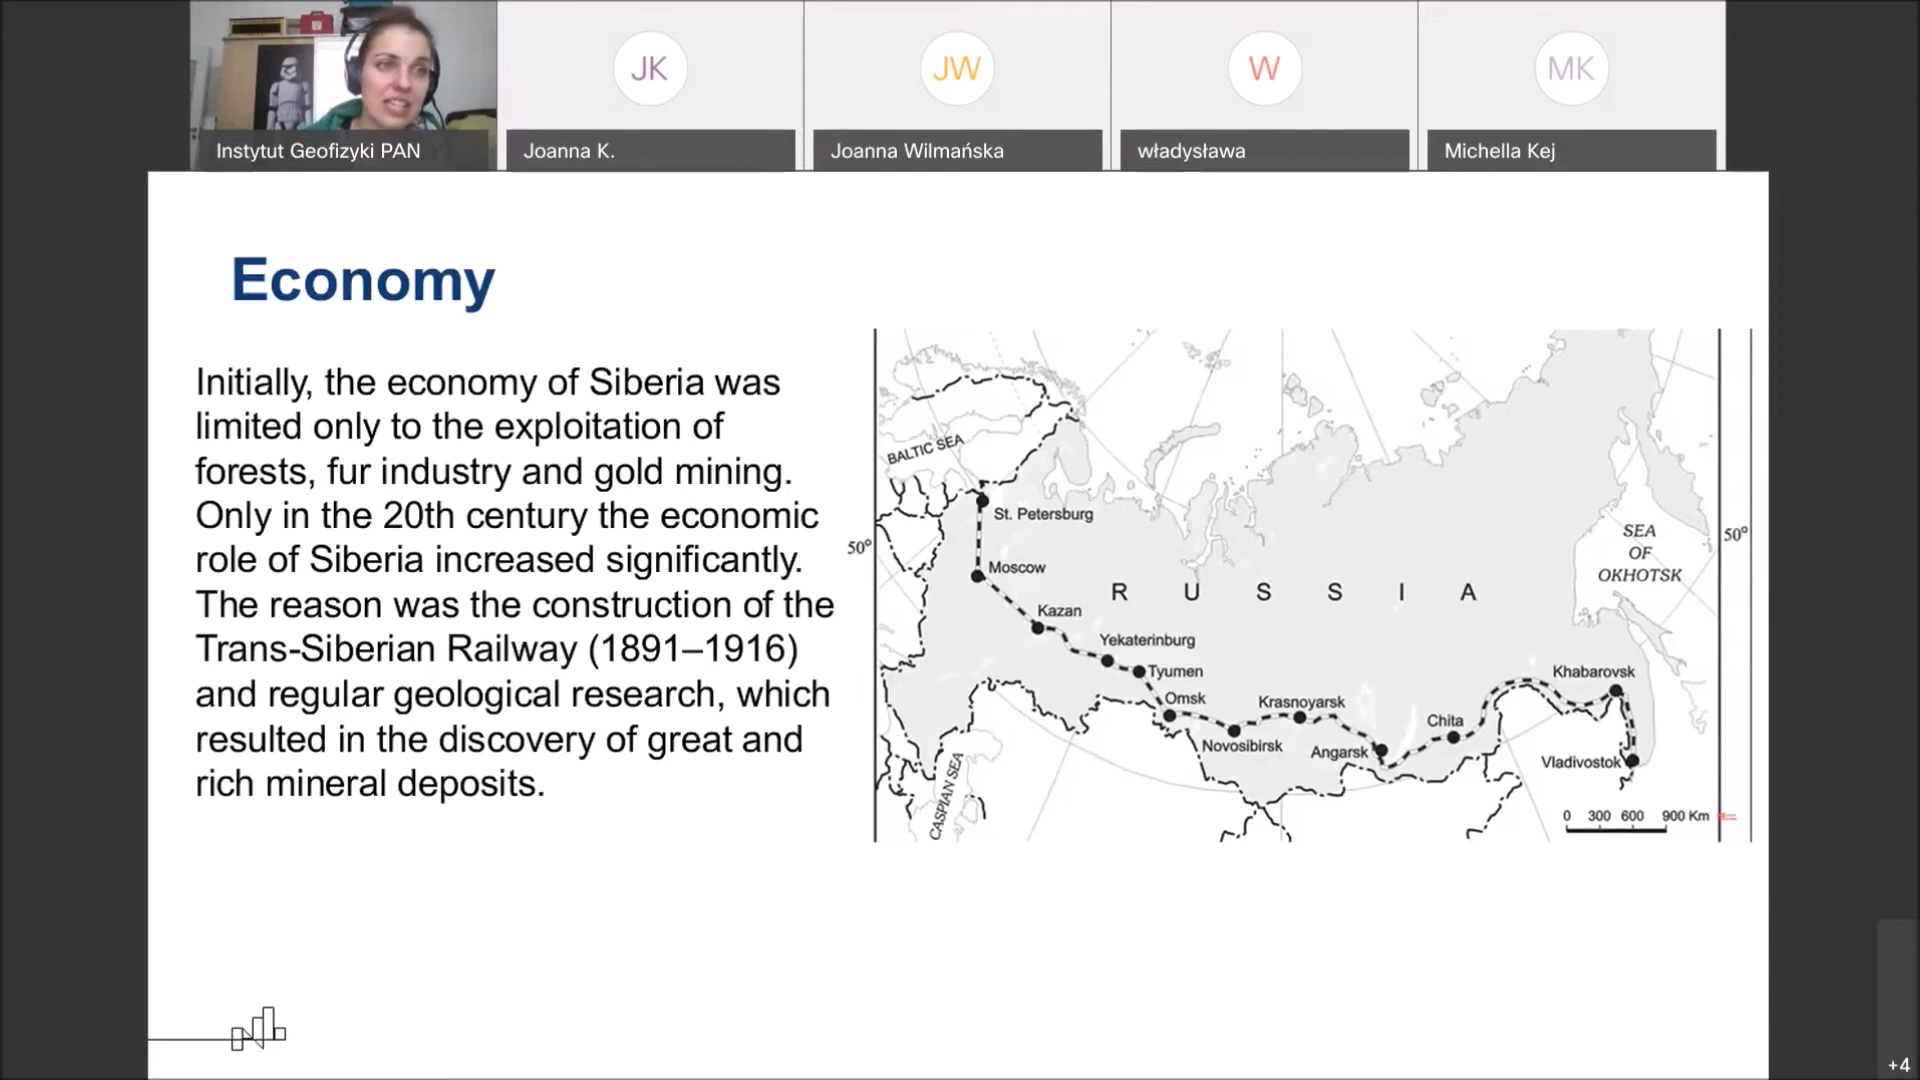 JK
JW
W
MK
Instytut Geofizyki PAN
Joanna K.
Joanna Wilmańska
władysława
Michella Kej
Economy
Initially, the economy of Siberia was
limited only to the exploitation of
forests, fur industry and gold mining.
Only in the 20th century the economic
role of Siberia increased significantly.
The reason was the construction of the
Trans-Siberian Railway (1891–1916)
and regular geological research, which
resulted in the discovery of great and
rich mineral deposits.
BALTIC SEA
St. Petersburg
SEA
OF
OKHOTSK
50°
50°
Moscow
RUSSIA
Kazan
Yekaterinburg
Tyumen
Khabarovsk
Omsk
Krasnoyarsk
Chita
Novosibirsk
Angarsk
Vladivostok
CASPIAN SEA
0 300 600 900 Km
+4